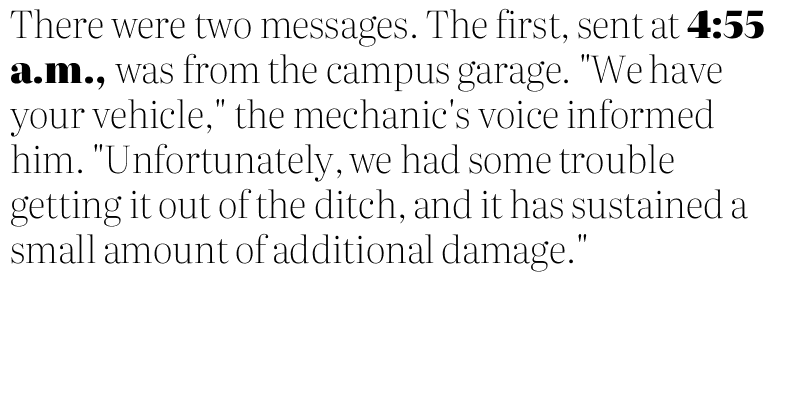 There were two messages. The first, sent at 4:55
a.m., was from the campus garage. "We have
your vehicle," the mechanic's voice informed
him. "Unfortunately, we had some trouble
getting it out of the ditch, and it has sustained a
small amount of additional damage."